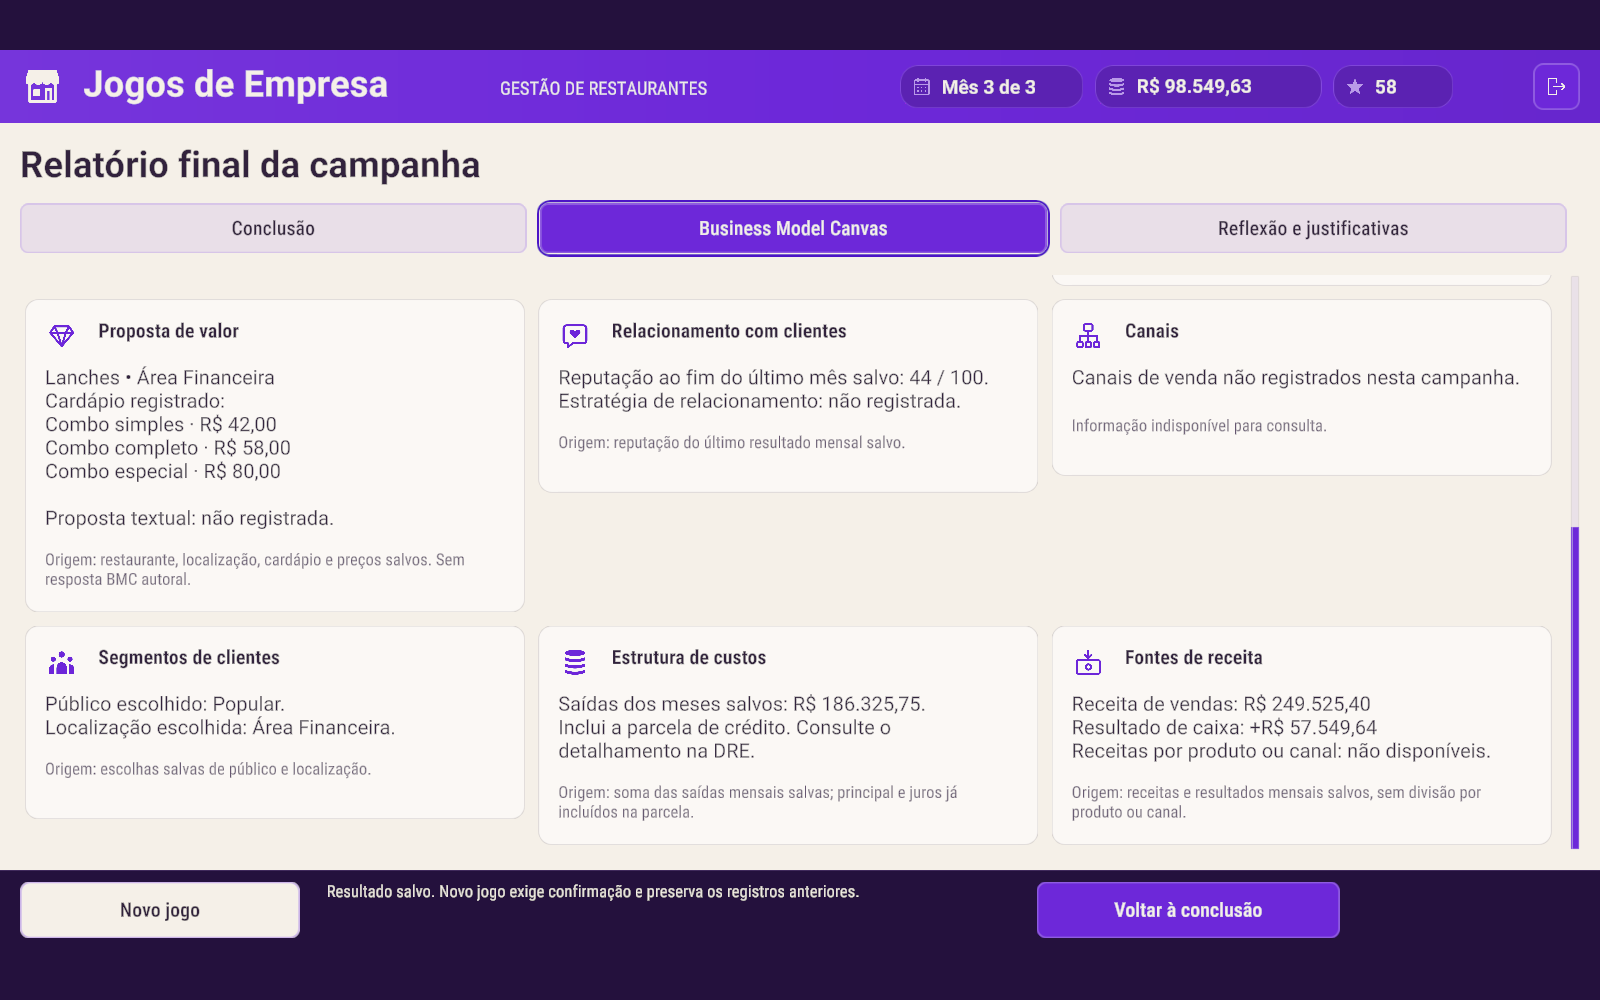 Jogos de Empresa
GESTÃO DE RESTAURANTES
Mês 3 de 3
R$ 98.549,63
58
Relatório final da campanha
Conclusão
Business Model Canvas
Reflexão e justificativas
Proposta de valor
Lanches • Área Financeira
Cardápio registrado:
Combo simples · R$ 42,00
Combo completo · R$ 58,00
Combo especial · R$ 80,00
Proposta textual: não registrada.
Origem: restaurante, localização, cardápio e preços salvos. Sem
resposta BMC autoral.
Relacionamento com clientes
Reputação ao fim do último mês salvo: 44 / 100.
Estratégia de relacionamento: não registrada.
Origem: reputação do último resultado mensal salvo.
Canais
Canais de venda não registrados nesta campanha.
Informação indisponível para consulta.
Segmentos de clientes
Público escolhido: Popular.
Localização escolhida: Área Financeira.
Origem: escolhas salvas de público e localização.
Estrutura de custos
Saídas dos meses salvos: R$ 186.325,75.
Inclui a parcela de crédito. Consulte o
detalhamento na DRE.
Origem: soma das saídas mensais salvas; principal e juros já
incluídos na parcela.
Fontes de receita
Receita de vendas: R$ 249.525,40
Resultado de caixa: +R$ 57.549,64
Receitas por produto ou canal: não disponíveis.
Origem: receitas e resultados mensais salvos, sem divisão por
produto ou canal.
Novo jogo
Resultado salvo. Novo jogo exige confirmação e preserva os registros anteriores.
Voltar à conclusão